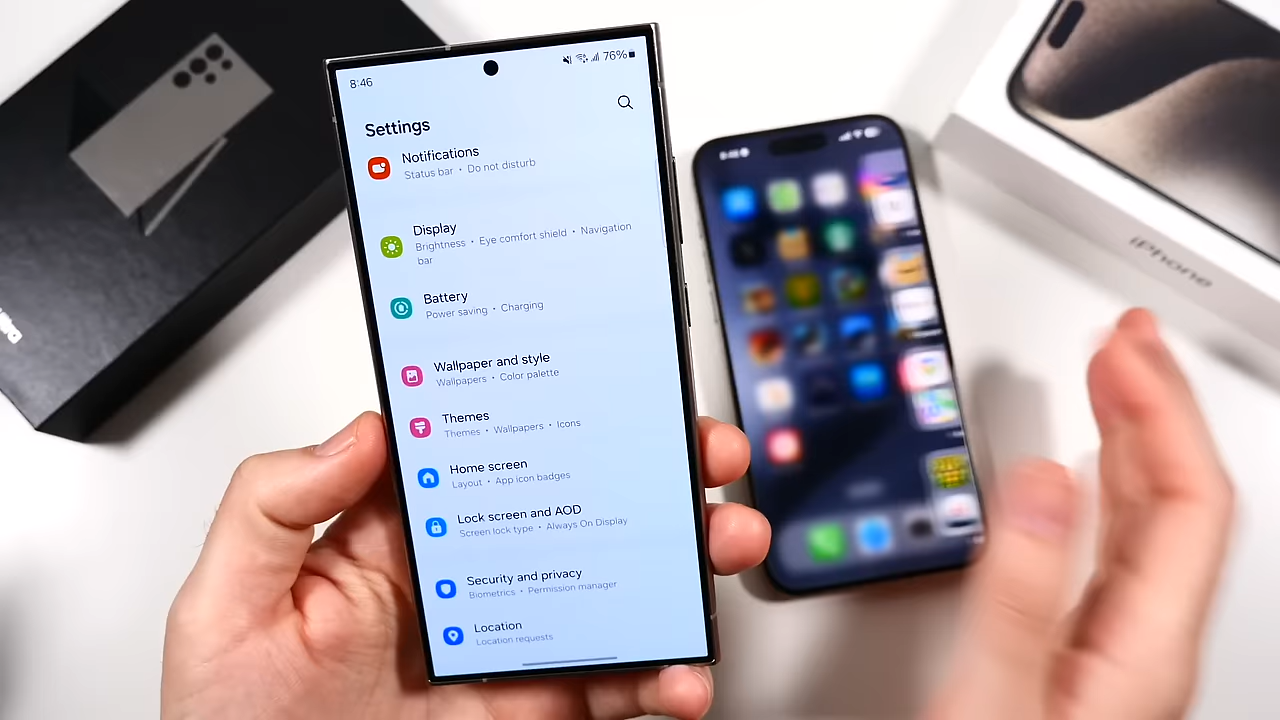 8:46
76%
Settings
Notifications
Status bar • Do not disturb
Display
Brightness • Eye comfort shield • Navigation
bar
Battery
Power saving • Charging
Wallpaper and style
Wallpapers • Color palette
Themes
Themes • Wallpapers • Icons
Home screen
Layout • App icon badges
Lock screen and AOD
Screen lock type • Always On Display
Security and privacy
Biometrics • Permission manager
Location
Location requests
iPhone